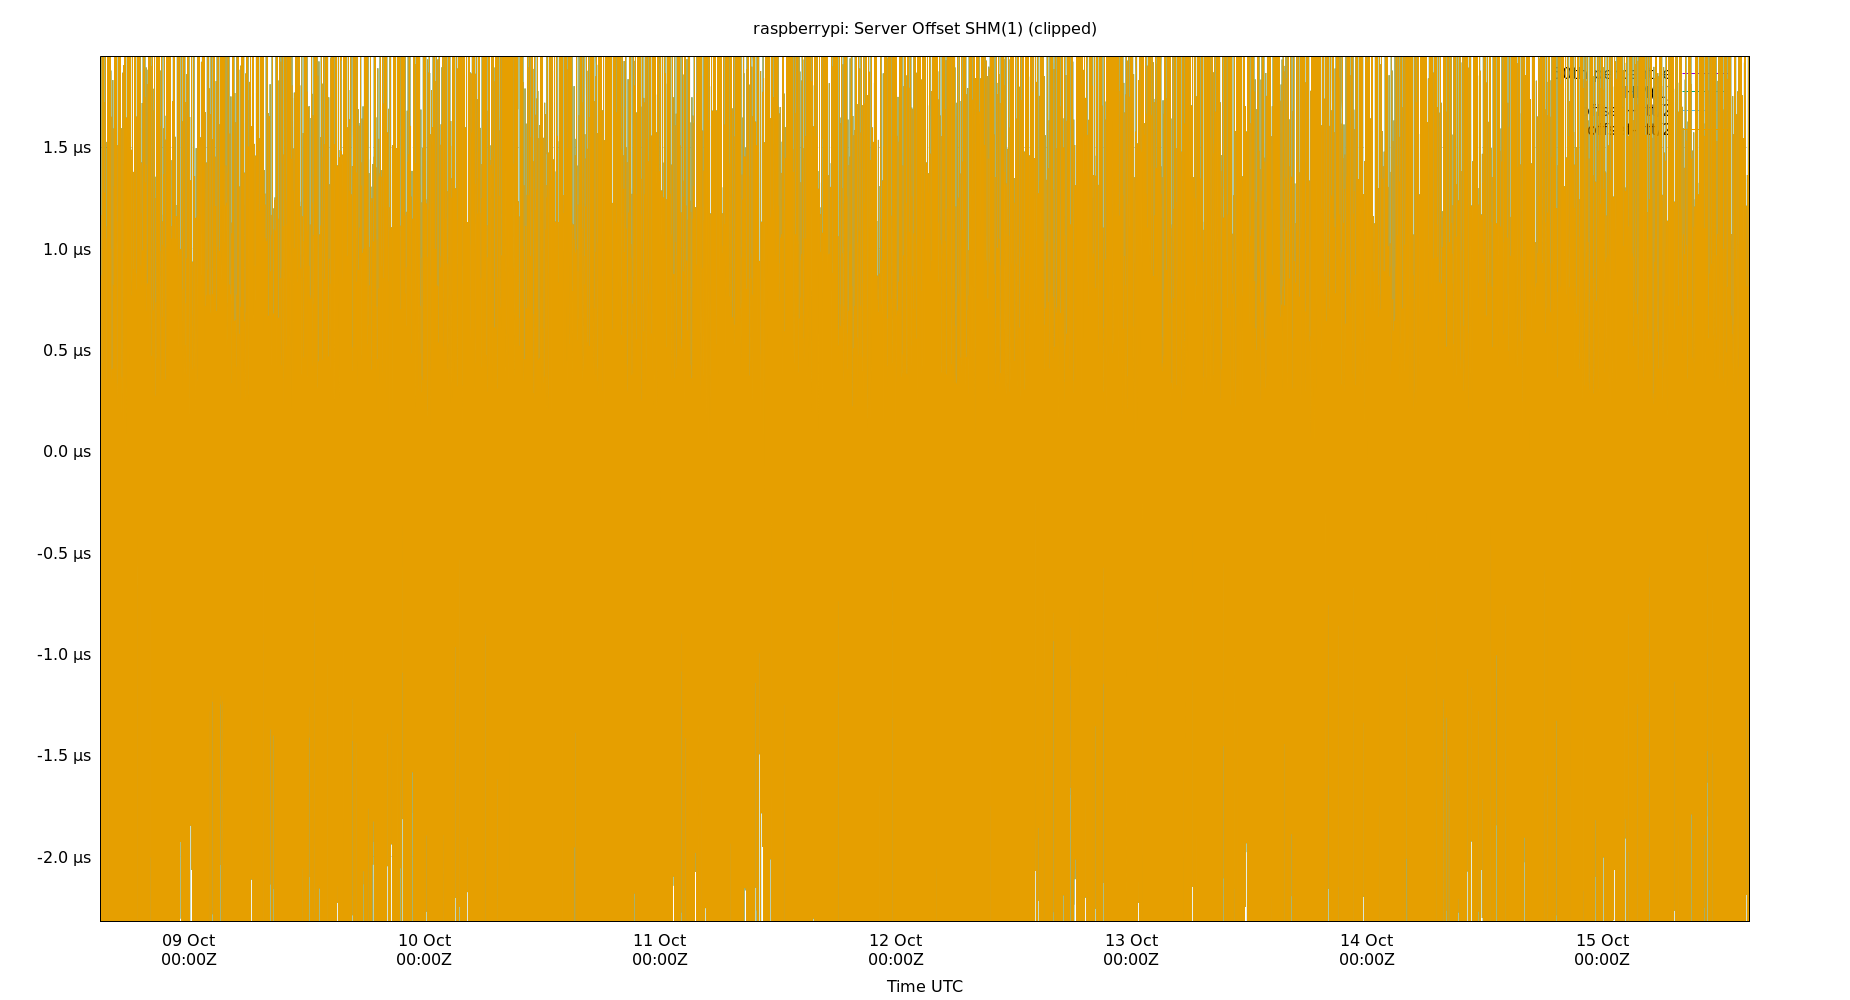 raspberrypi: Server Offset SHM(1) (clipped)
1.5 µs
1.0 µs
0.5 µs
0.0 µs
-0.5 µs
-1.0 µs
-1.5 µs
-2.0 µs
09 Oct 10 Oct 11 Oct 12 Oct 13 Oct 14 Oct 15 Oct
00:00Z 00:00Z 00:00Z 00:00Z 00:00Z 00:00Z 00:00Z
Time UTC